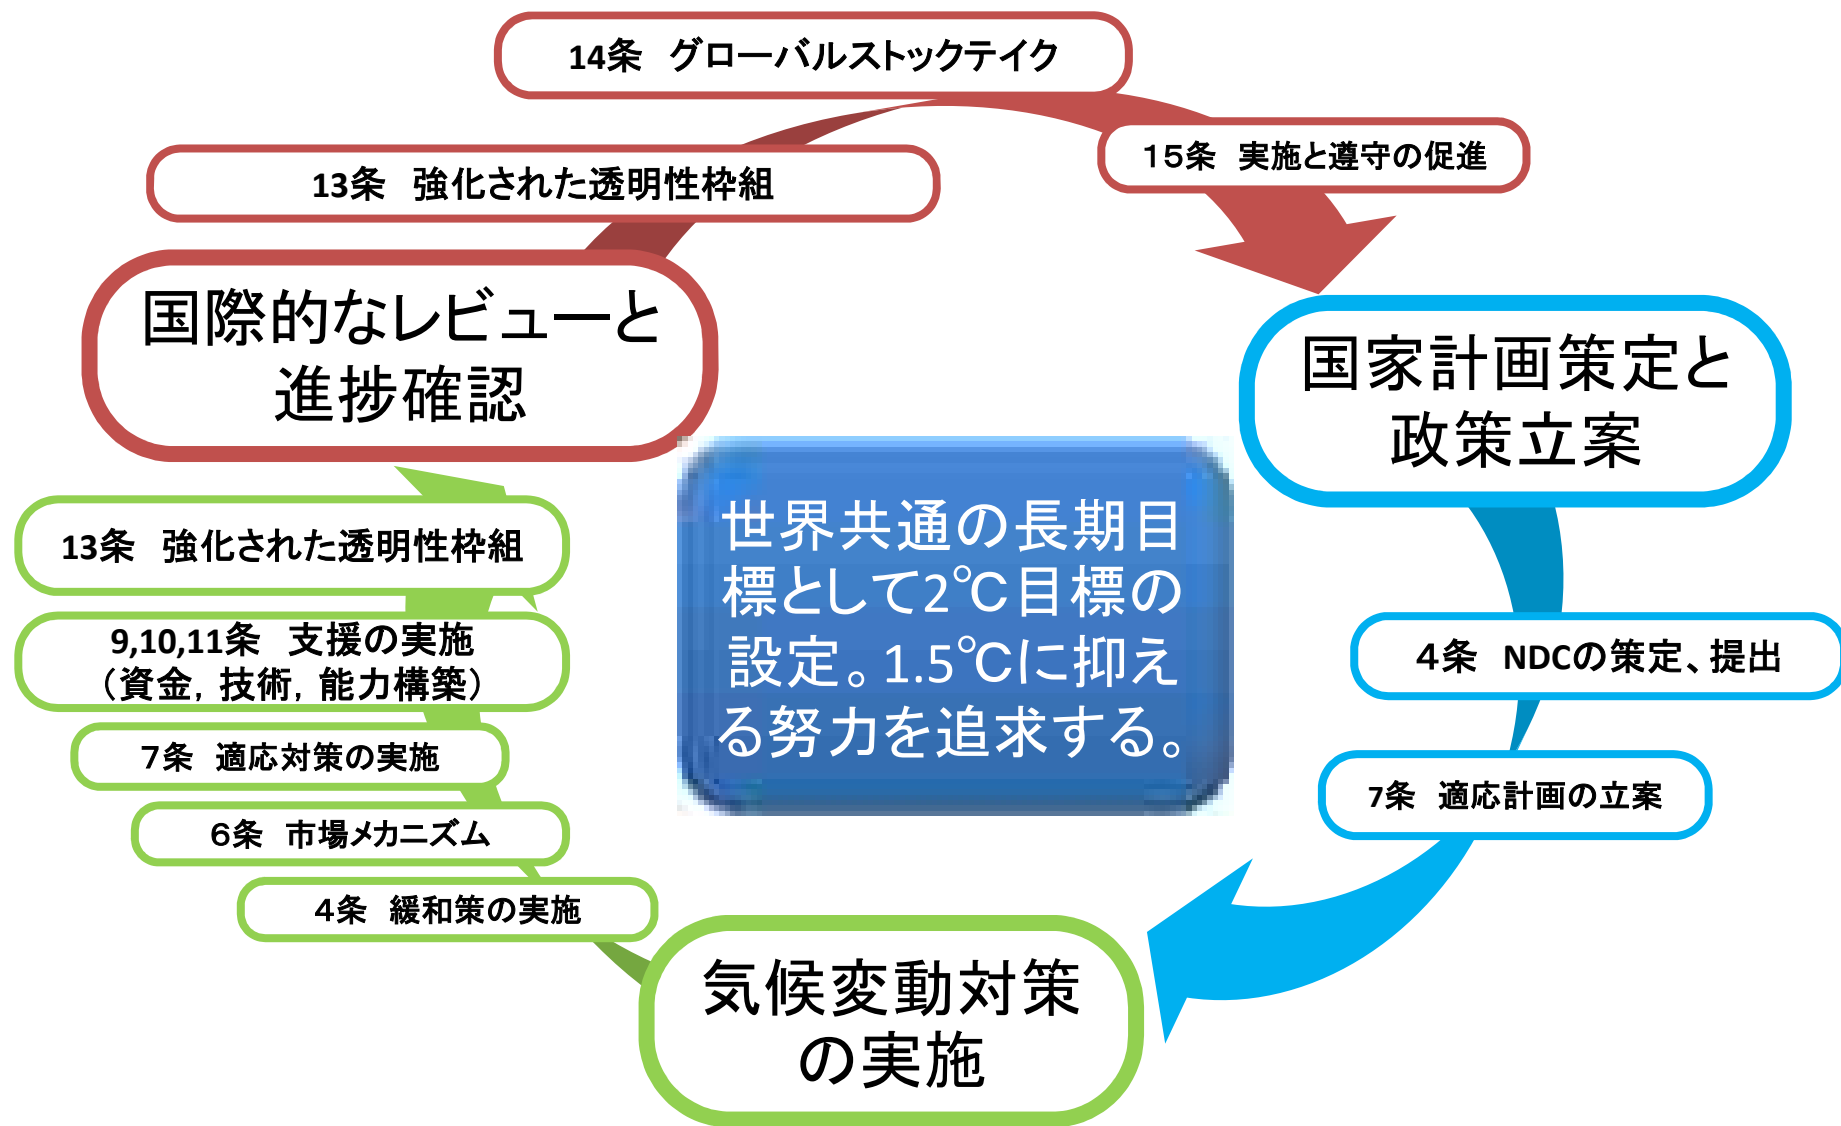 14条　グローバルストックテイク
15条　実施と遵守の促進
13条　強化された透明性枠組
国際的なレビューと
進捗確認
国家計画策定と
政策立案
世界共通の長期目
標として2℃目標の
設定。1.5℃に抑え
る努力を追求する。
13条　強化された透明性枠組
9,10,11条　支援の実施
（資金，技術，能力構築）
７条　適応対策の実施
６条　市場メカニズム
４条　緩和策の実施
４条　NDCの策定、提出
7条　適応計画の立案
気候変動対策
の実施